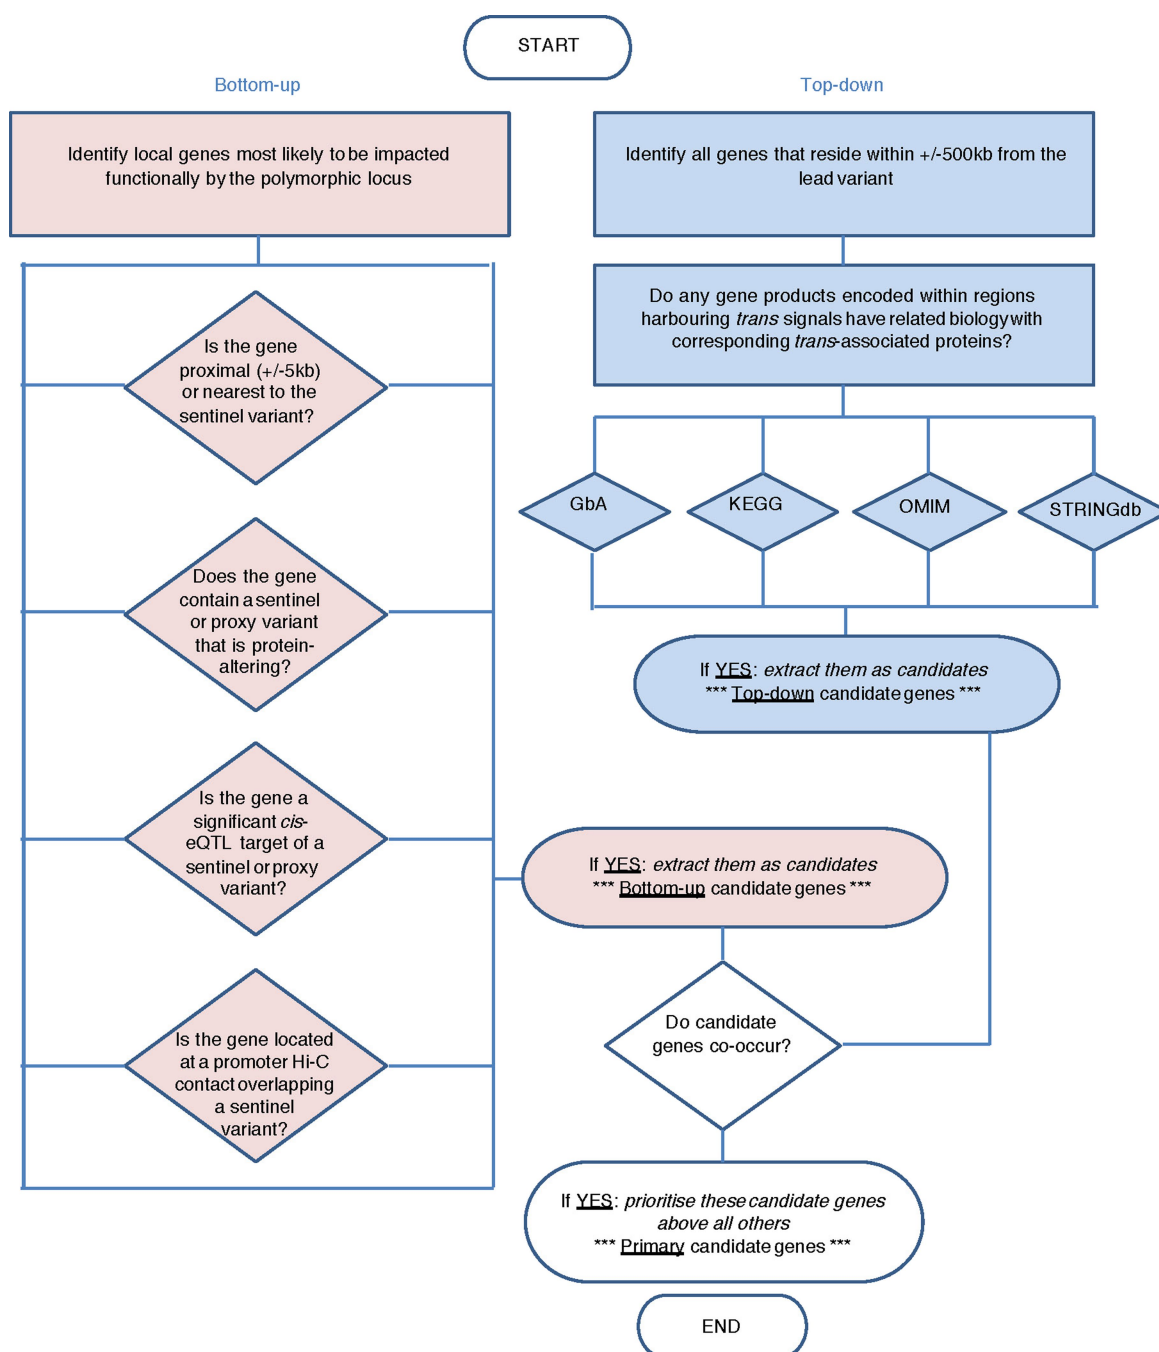 START
Bottom-up
Top-down
Identify local genes most likely to be impacted
functionally by the polymorphic locus
Identify all genes that reside within +/-500kb from the
lead variant
Do any gene products encoded within regions
harbouring trans signals have related biology with
corresponding trans-associated proteins?
Is the gene
proximal (+/-5kb)
or nearest to the
sentinel variant?
GbA
KEGG
OMIM
STRINGdb
Does the gene
contain a sentinel
or proxy variant
that is protein-
altering?
If YES: extract them as candidates
*** Top-down candidate genes ***
Is the gene a
significant cis-
eQTL target of a
sentinel or proxy
variant?
If YES: extract them as candidates
*** Bottom-up candidate genes ***
Do candidate
genes co-occur?
Is the gene located
at a promoter Hi-C
contact overlapping
a sentinel
variant?
If YES: prioritise these candidate genes
above all others
*** Primary candidate genes ***
END